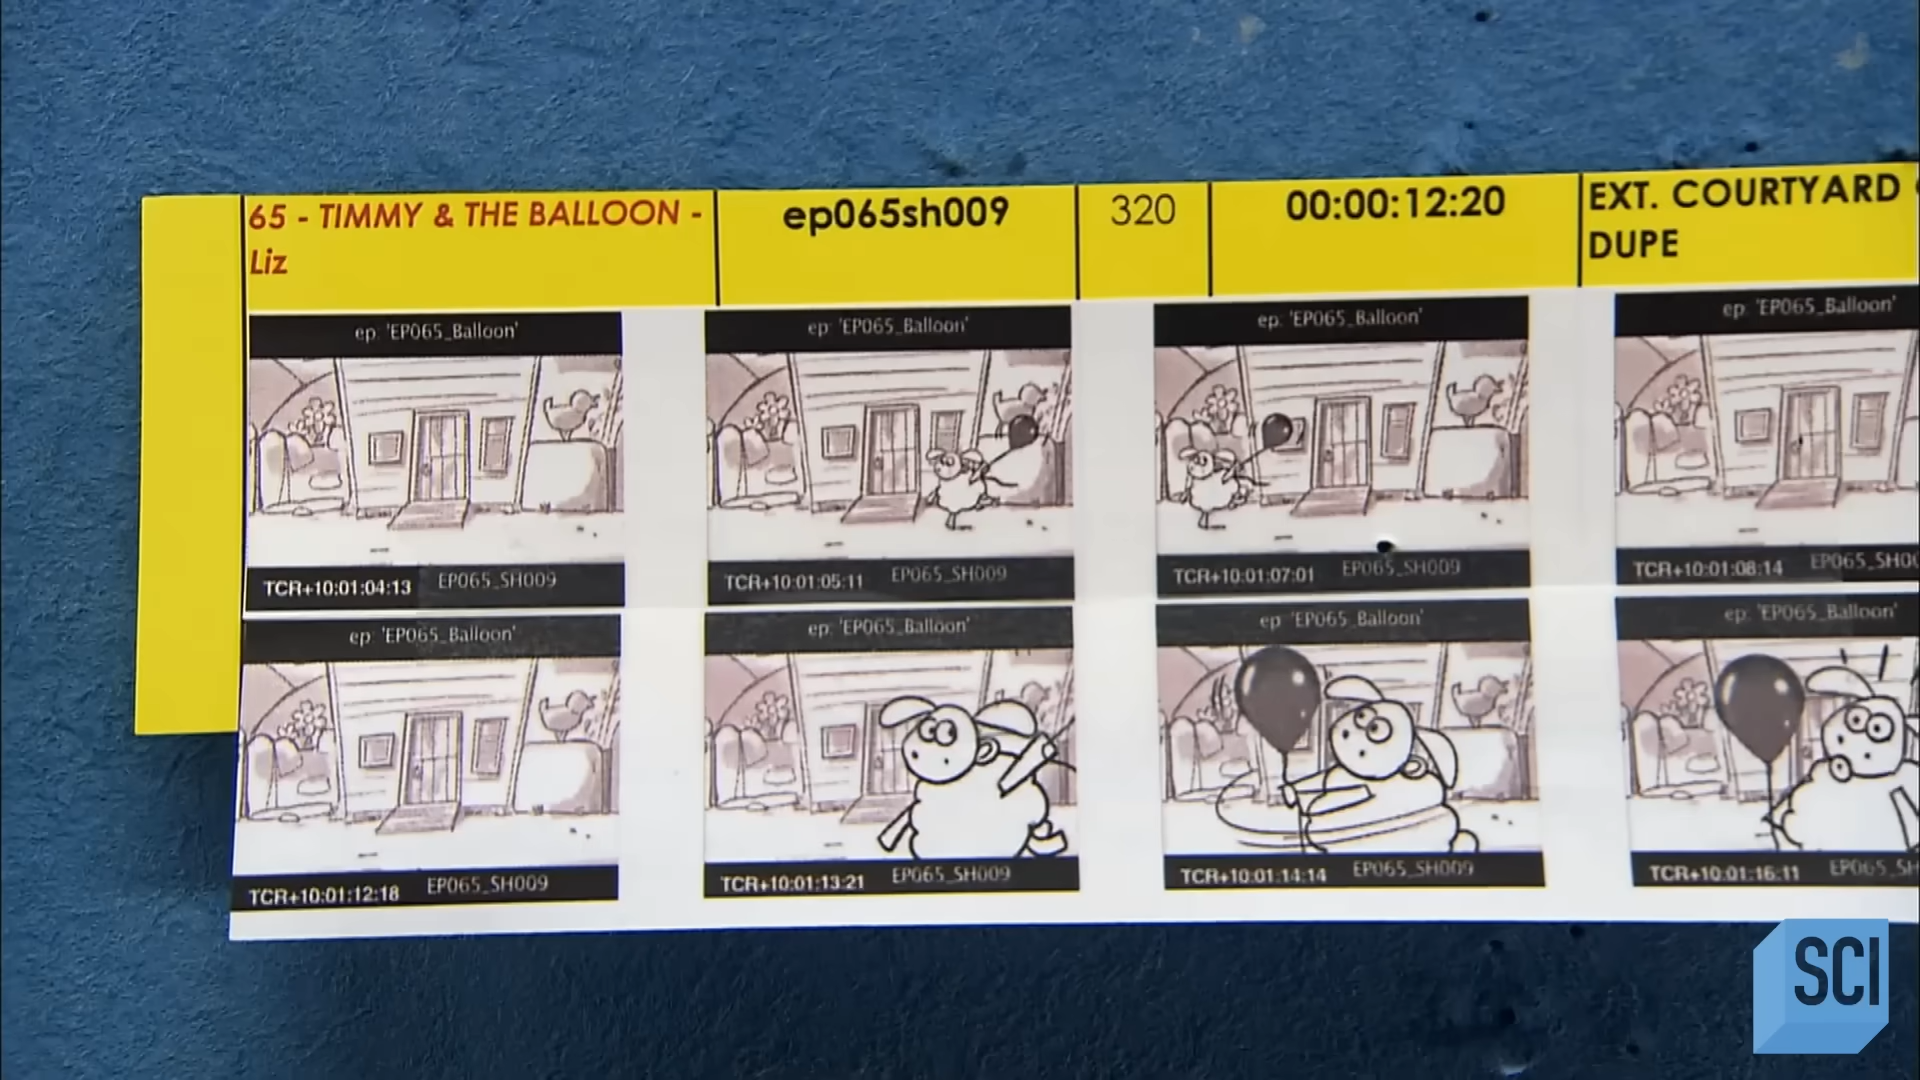 65 - TIMMY & THE BALLOON -
Liz
ep065sh009
320
00:00:12:20
EXT. COURTYARD
DUPE
ep: 'EP065_Balloon'
ep: 'EP065_Balloon'
ep: 'EP065_Balloon'
ep: 'EP065_Balloon'
TCR+10:01:04:13 EP065_SH009
TCR+10:01:05:11 EP065_SH009
TCR+10:01:07:01 EP065_SH009
TCR+10:01:08:14 EP065_SH00
ep: 'EP065_Balloon'
ep: 'EP065_Balloon'
ep: 'EP065_Balloon'
ep: 'EP065_Balloon'
TCR+10:01:12:18 EP065_SH009
TCR+10:01:13:21 EP065_SH009
TCR+10:01:14:14 EP065_SH009
TCR+10:01:16:11 EP065_SH
SCI